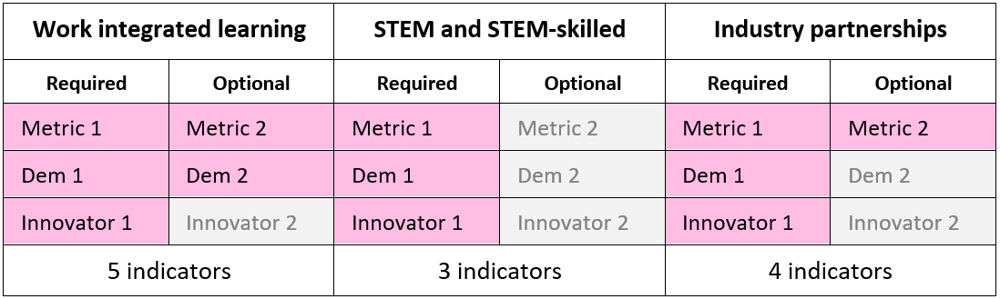 Work integrated learning STEM and STEM-skilled Industry partnerships
Required Optional Required Optional Required Optional
Metric 1 Metric 2 Metric 1 Metric 2 Metric 1 Metric 2
Dem 1 Dem 2 Dem 1 Dem 2 Dem 1 Dem 2
Innovator 1 Innovator 2 Innovator 1 Innovator 2 Innovator 1 Innovator 2
5 indicators 3 indicators 4 indicators